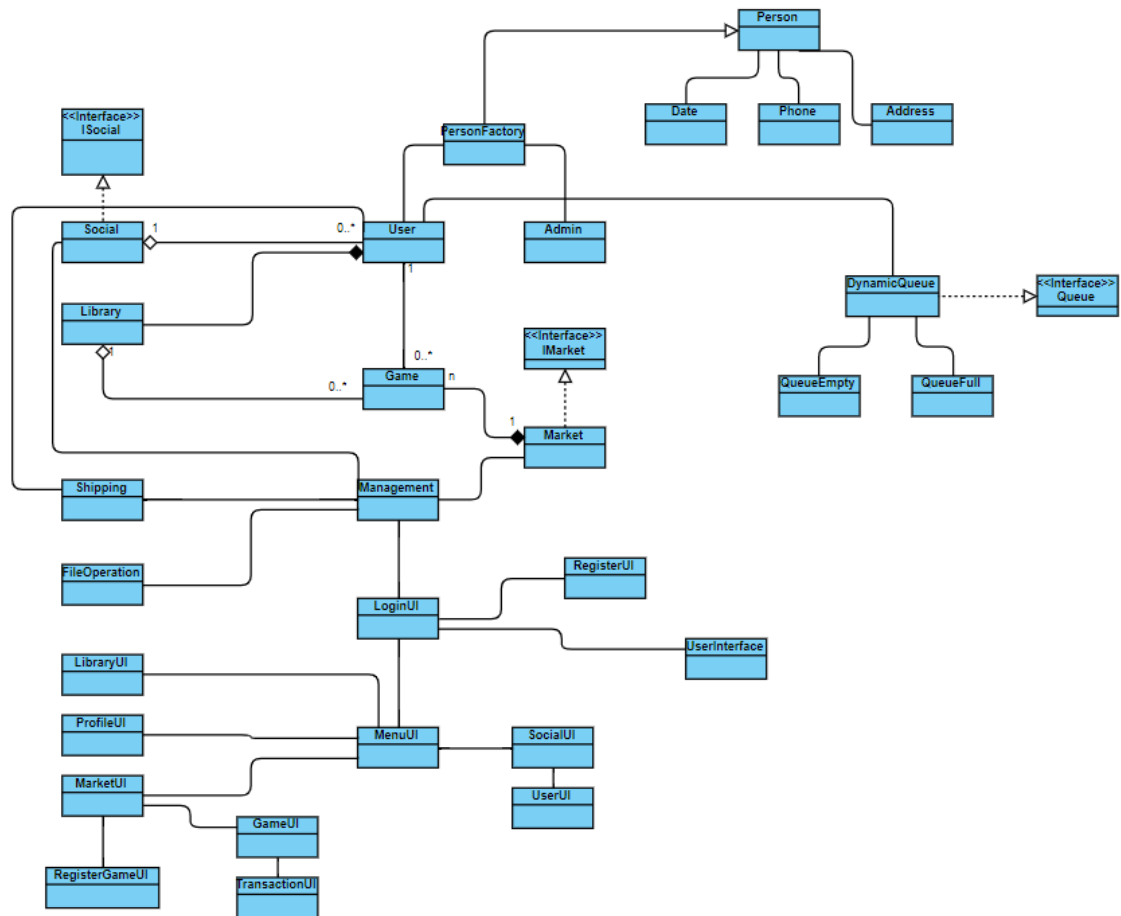 Person
Date
Phone
Address
<<Interface>>
ISocial
PersonFactory
Social
1
0..*
User
Admin
1
DynamicQueue
<<Interface>>
Queue
Library
1
<<Interface>>
IMarket
0..*
0..*
Game
n
QueueEmpty
QueueFull
1
Market
Shipping
Management
FileOperation
RegisterUI
LoginUI
UserInterface
LibraryUI
ProfileUI
MenuUI
SocialUI
MarketUI
UserUI
GameUI
RegisterGameUI
TransactionUI